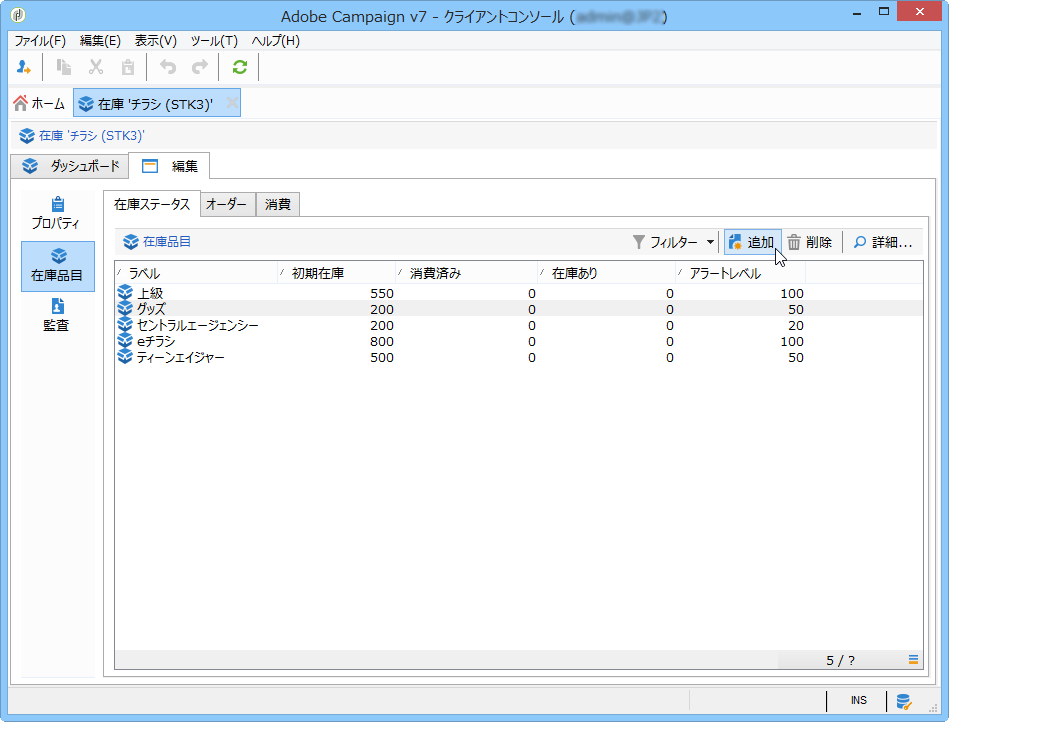 Adobe Campaign v7 - クライアントコンソール (
ファイル(F) 編集(E) 表示(V) ツール(T) ヘルプ(H)
ホーム 在庫 'チラシ (STK3)'
在庫 'チラシ (STK3)'
ダッシュボード 編集
プロパティ
在庫品目
監査
在庫ステータス オーダー 消費
在庫品目 フィルター 追加 削除 詳細...
ラベル 初期在庫 消費済み 在庫あり アラートレベル
上級 550 0 0 100
グッズ 200 0 0 50
セントラルエージェンシー 200 0 0 20
eチラシ 800 0 0 100
ティーンエイジャー 500 0 0 50
5 / ?
INS